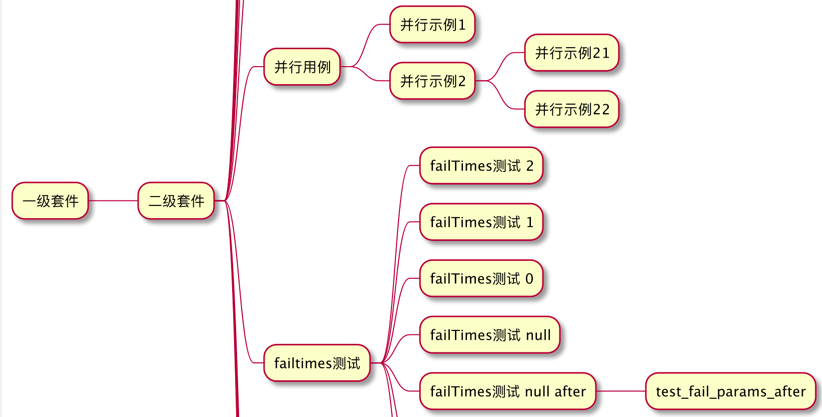 一级套件
二级套件
并行用例
并行示例1
并行示例2
并行示例21
并行示例22
failtimes测试
failTimes测试 2
failTimes测试 1
failTimes测试 0
failTimes测试 null
failTimes测试 null after
test_fail_params_after